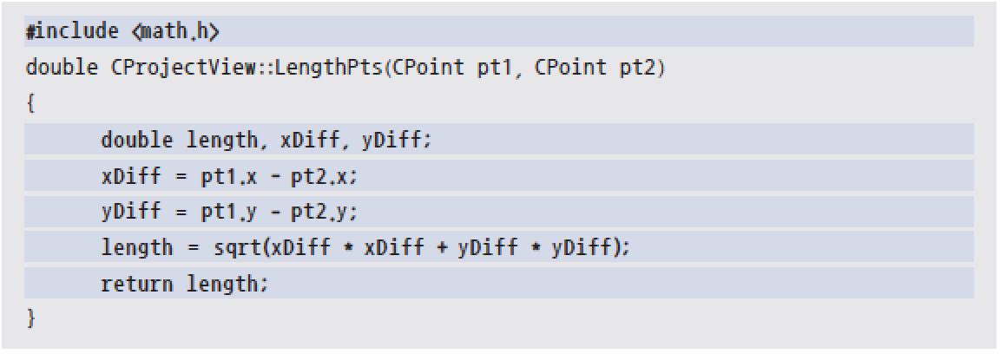 #include <math.h>
double CProjectView::LengthPts(CPoint pt1, CPoint pt2)
{
double length, xDiff, yDiff;
xDiff = pt1.x - pt2.x;
yDiff = pt1.y - pt2.y;
length = sqrt(xDiff * xDiff + yDiff * yDiff);
return length;
}